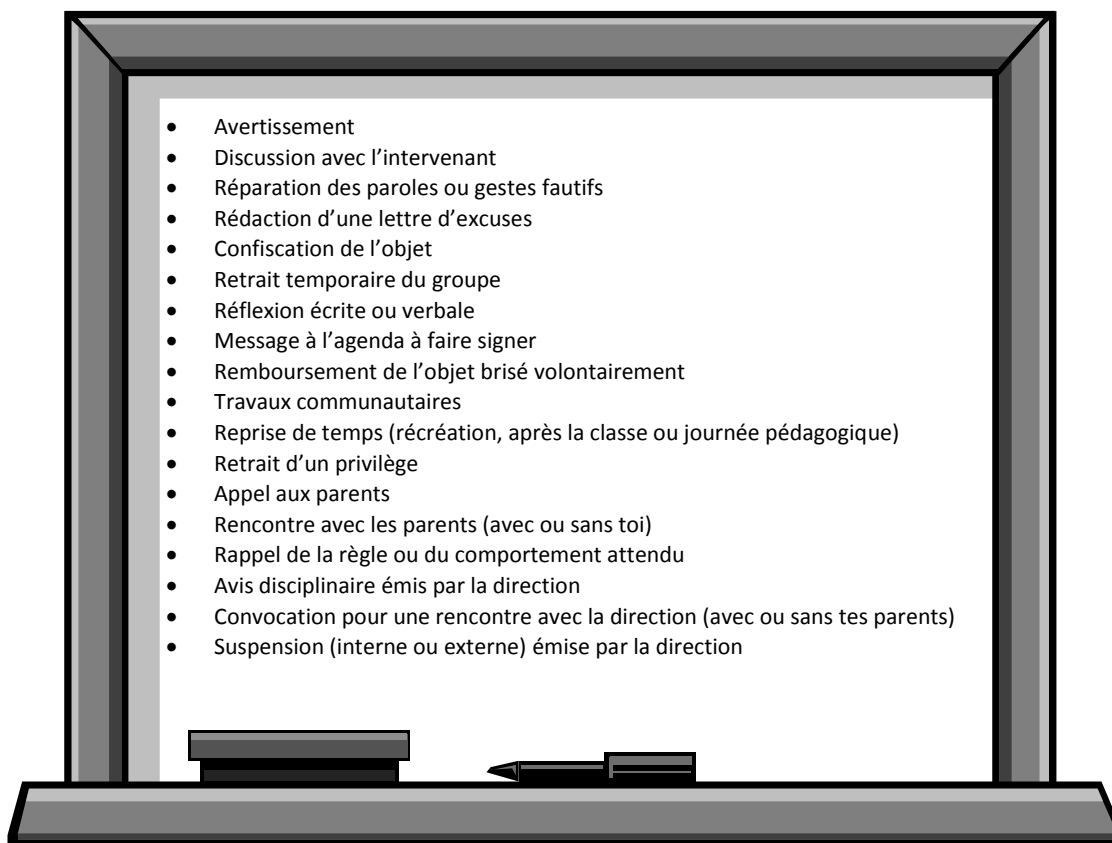 • Avertissement
• Discussion avec l’intervenant
• Réparation des paroles ou gestes fautifs
• Rédaction d’une lettre d’excuses
• Confiscation de l’objet
• Retrait temporaire du groupe
• Réflexion écrite ou verbale
• Message à l’agenda à faire signer
• Remboursement de l’objet brisé volontairement
• Travaux communautaires
• Reprise de temps (récréation, après la classe ou journée pédagogique)
• Retrait d’un privilège
• Appel aux parents
• Rencontre avec les parents (avec ou sans toi)
• Rappel de la règle ou du comportement attendu
• Avis disciplinaire émis par la direction
• Convocation pour une rencontre avec la direction (avec ou sans tes parents)
• Suspension (interne ou externe) émise par la direction